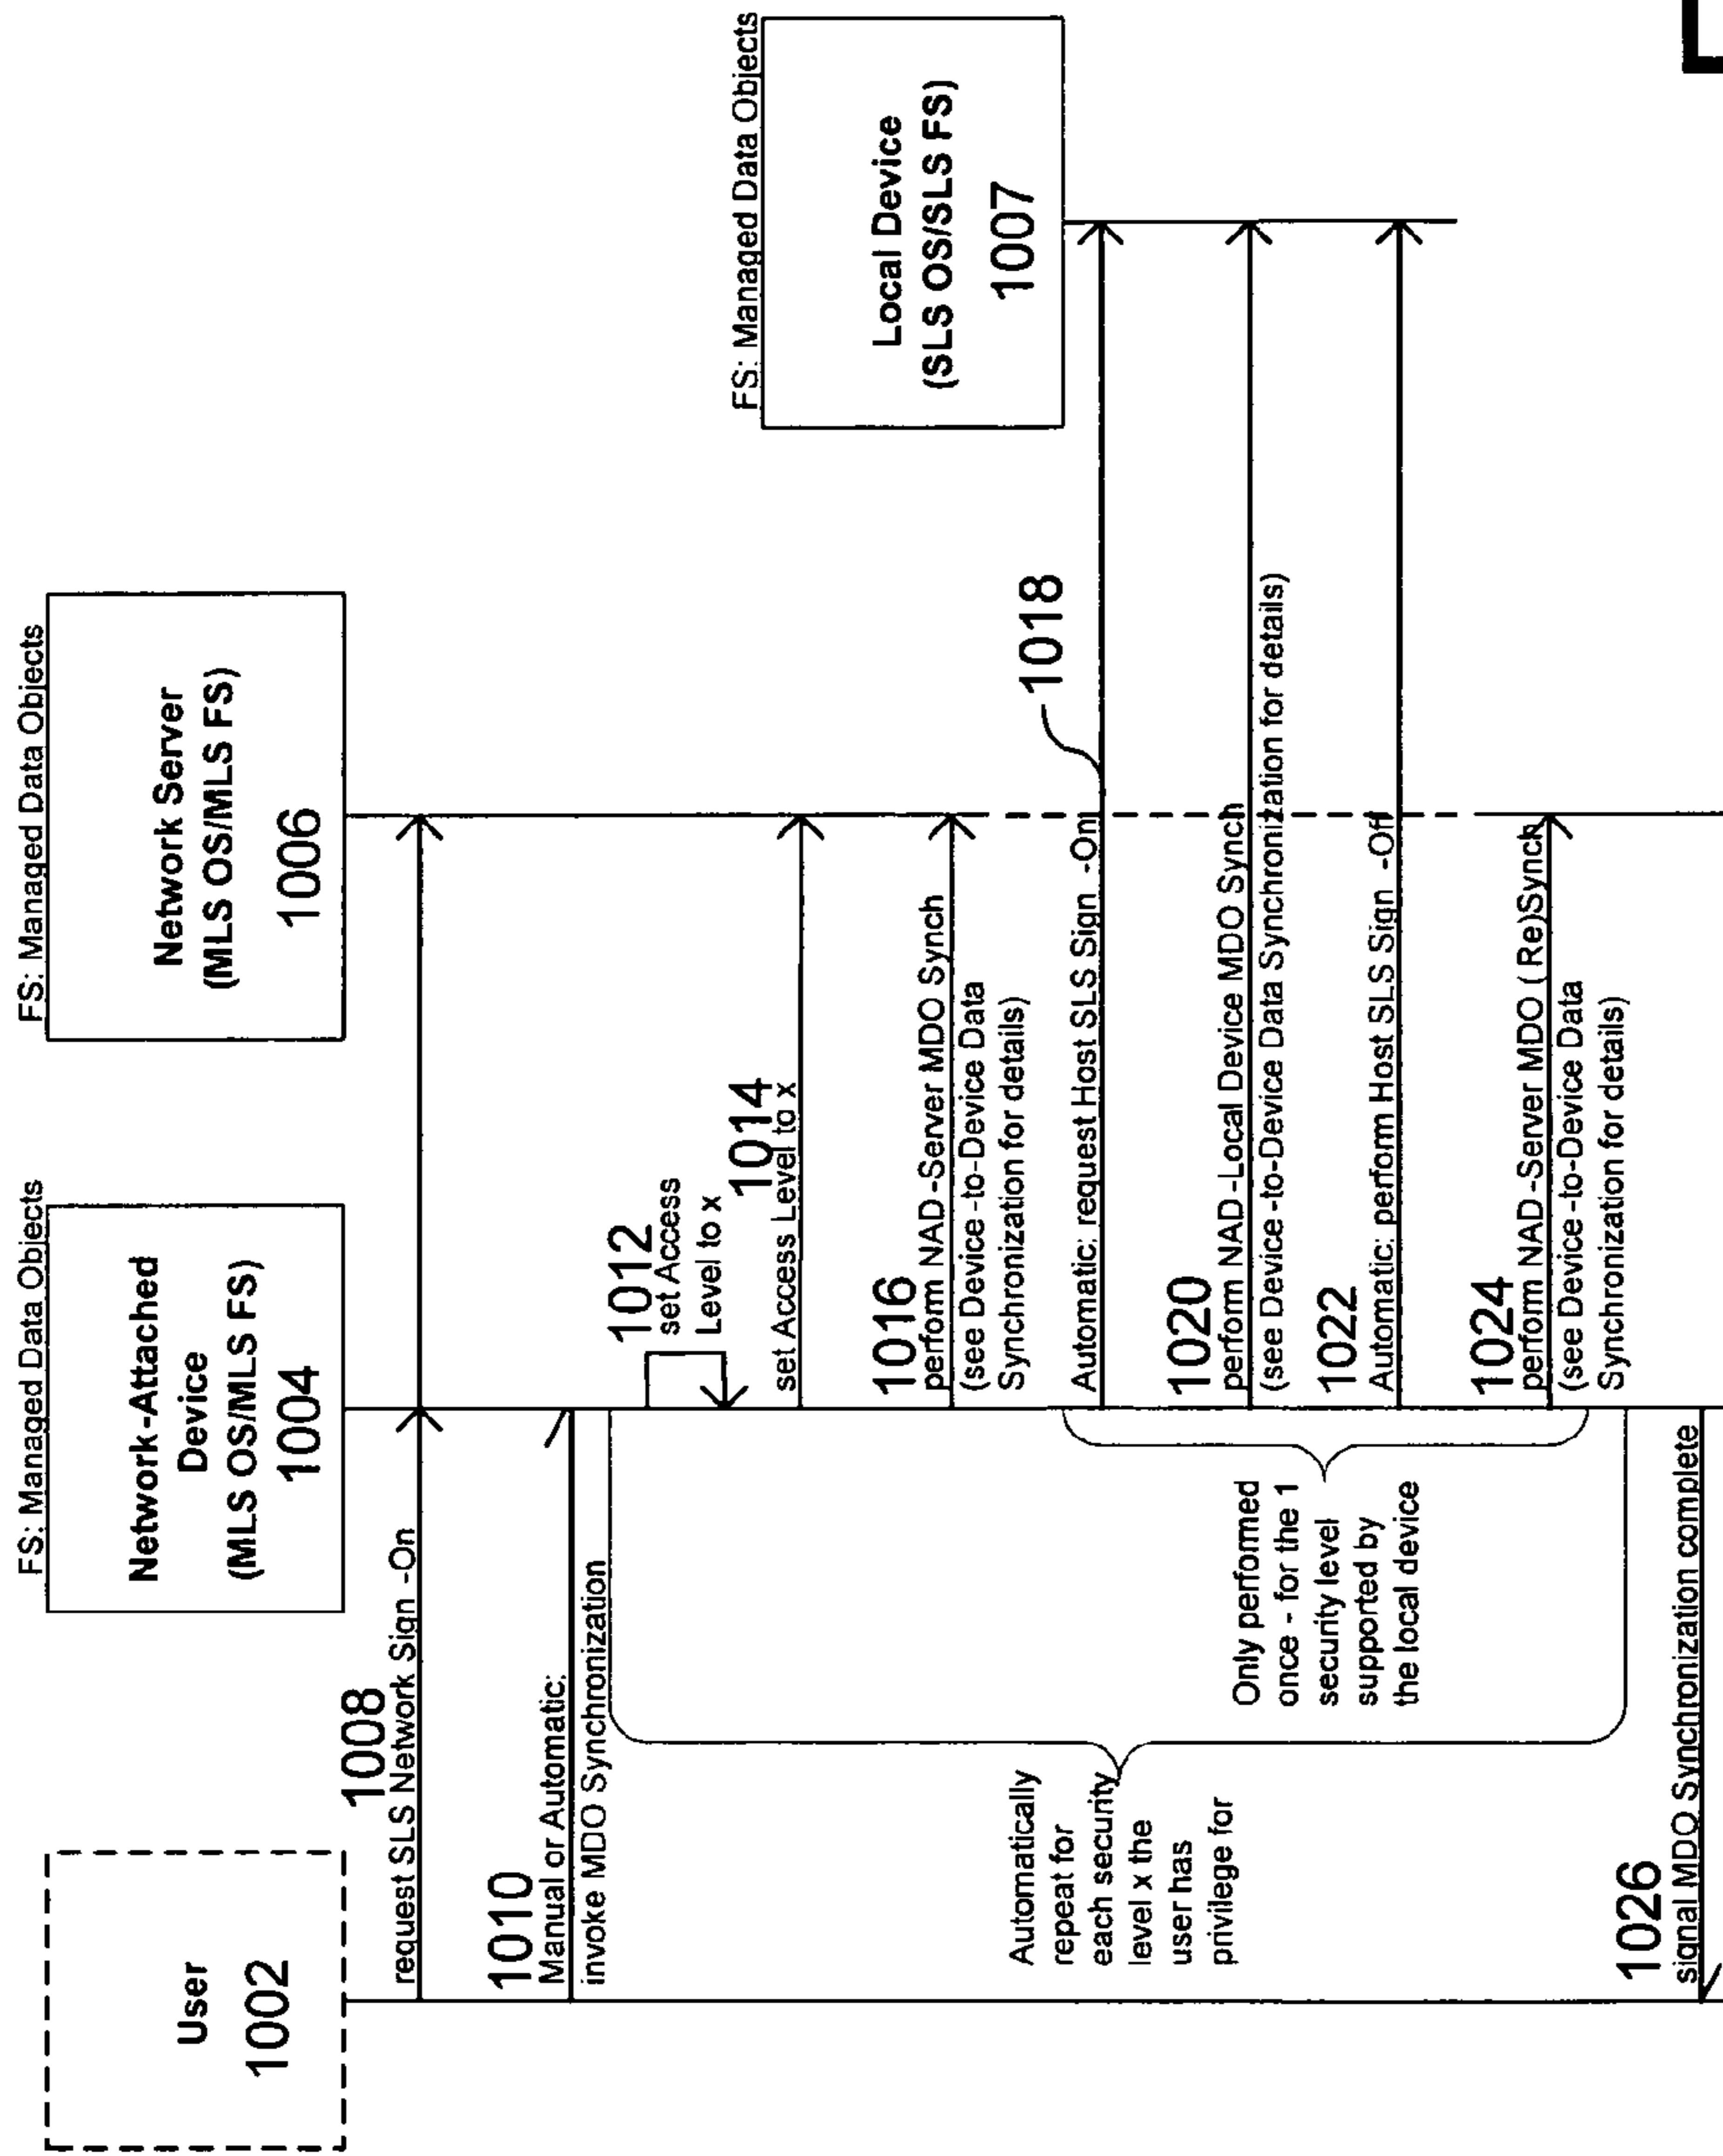 User
1002
FS: Managed Data Objects
Network-Attached
Device
(MLS OS/MLS FS)
1004
FS: Managed Data Objects
Network Server
(MLS OS/MLS FS)
1006
FS: Managed Data Objects
Local Device
(SLS OS/SLS FS)
1007
1008
request SLS Network Sign -On
1010
Manual or Automatic:
invoke MDO Synchronization
1012
set Access
Level to x
1014
set Access Level to x
1016
perform NAD-Server MDO Synch
(see Device -to-Device Data
Synchronization for details)
1018
Automatic: request Host SLS Sign -On
1020
perform NAD -Local Device MDO Synch
(see Device -to-Device Data Synchronization for details)
1022
Automatic: perform Host SLS Sign -Off
1024
perform NAD-Server MDO ( Re)Synch
(see Device -to-Device Data
Synchronization for details)
Automatically
repeat for
each security
level x the
user has
privilege for
Only performed
once - for the 1
security level
supported by
the local device
1026
signal MDO Synchronization complete